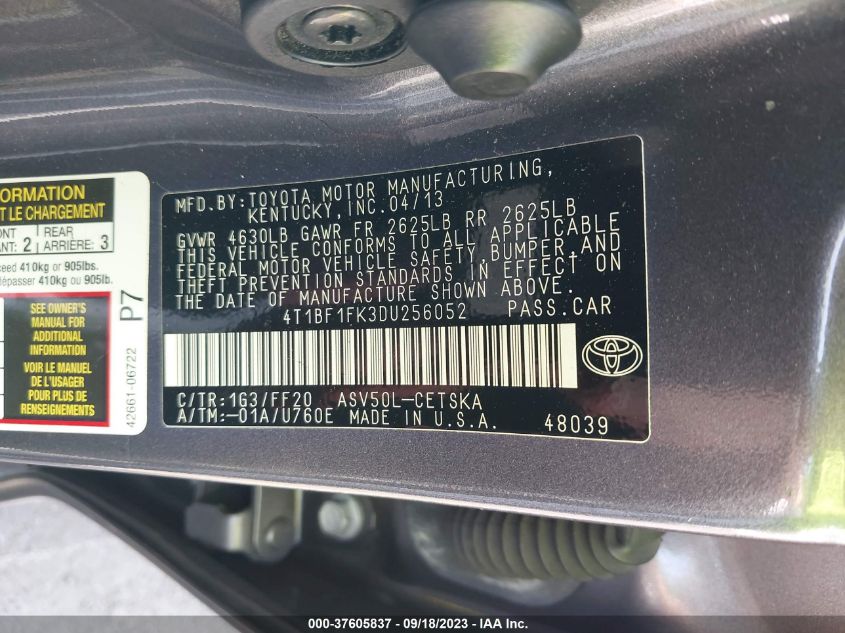 MFD.BY:TOYOTA MOTOR MANUFACTURING,
KENTUCKY, INC. 04/13
GVWR 4630LB GAWR FR 2625LB RR 2625LB
THIS VEHICLE CONFORMS TO ALL APPLICABLE
FEDERAL MOTOR VEHICLE SAFETY,BUMPER,AND
THEFT PREVENTION STANDARDS IN EFFECT ON
THE DATE OF MANUFACTURE SHOWN ABOVE.
4T1BF1FK3DU256052 PASS.CAR
C/TR:1G3/FF20 ASV50L-CETSKA
A/TM:-01A/U760E MADE IN U.S.A. 48039
ORMATION
T LE CHARGEMENT
ONT
ANT: 2
REAR
ARRIÈRE: 3
ceed 410kg or 905lbs.
dépasser 410kg ou 905lb.
SEE OWNER'S
MANUAL FOR
ADDITIONAL
INFORMATION
VOIR LE MANUEL
DE L'USAGER
POUR PLUS DE
RENSEIGNEMENTS
P7
42661-06722
000-37605837 - 09/18/2023 - © IAA Inc.